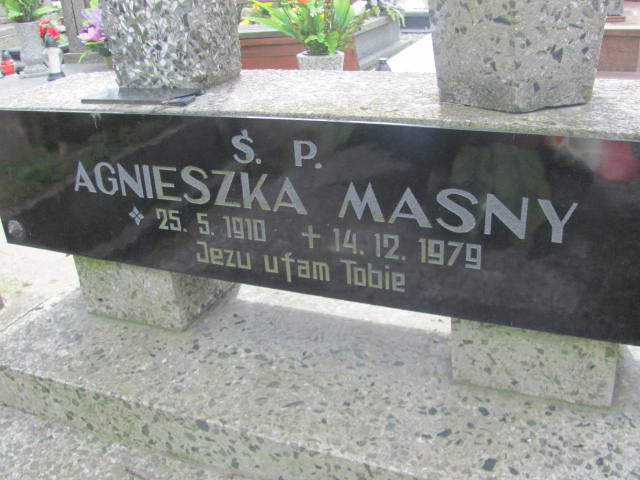 Ś. P.
AGNIESZKA MASNY
25. 5. 1910 + 14. 12. 1979
Jezu ufam Tobie